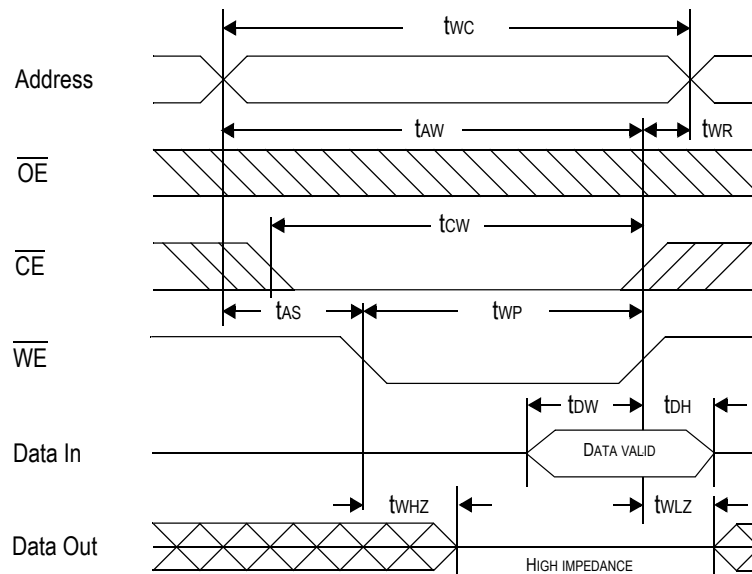 tWC
Address
tAW
tWR
OE
tCW
CE
tAS
tWP
WE
tDW
tDH
Data In
DATA VALID
tWHZ
tWLZ
Data Out
HIGH IMPEDANCE